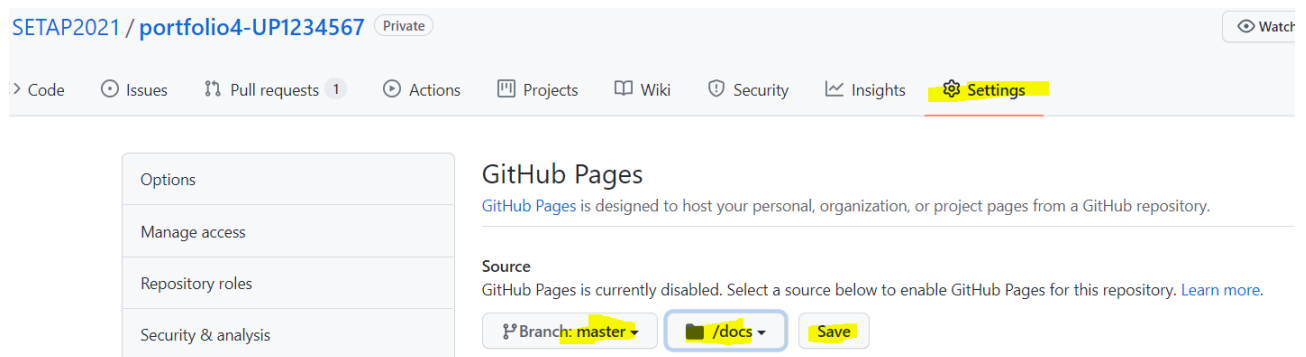 SETAP2021 / portfolio4-UP1234567 Private
Watch
Code Issues Pull requests 1 Actions Projects Wiki Security Insights Settings
Options
Manage access
Repository roles
Security & analysis
GitHub Pages
GitHub Pages is designed to host your personal, organization, or project pages from a GitHub repository.
Source
GitHub Pages is currently disabled. Select a source below to enable GitHub Pages for this repository. Learn more.
Branch: master /docs Save